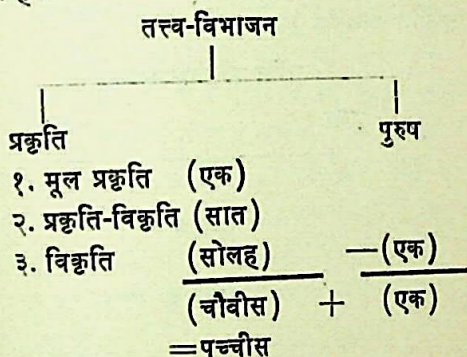 तत्त्व-विभाजन
प्रकृति पुरुष
१. मूल प्रकृति (एक)
२. प्रकृति-विकृति (सात)
३. विकृति (सोलह) —(एक)
(चौबीस) + (एक)
=पच्चीस